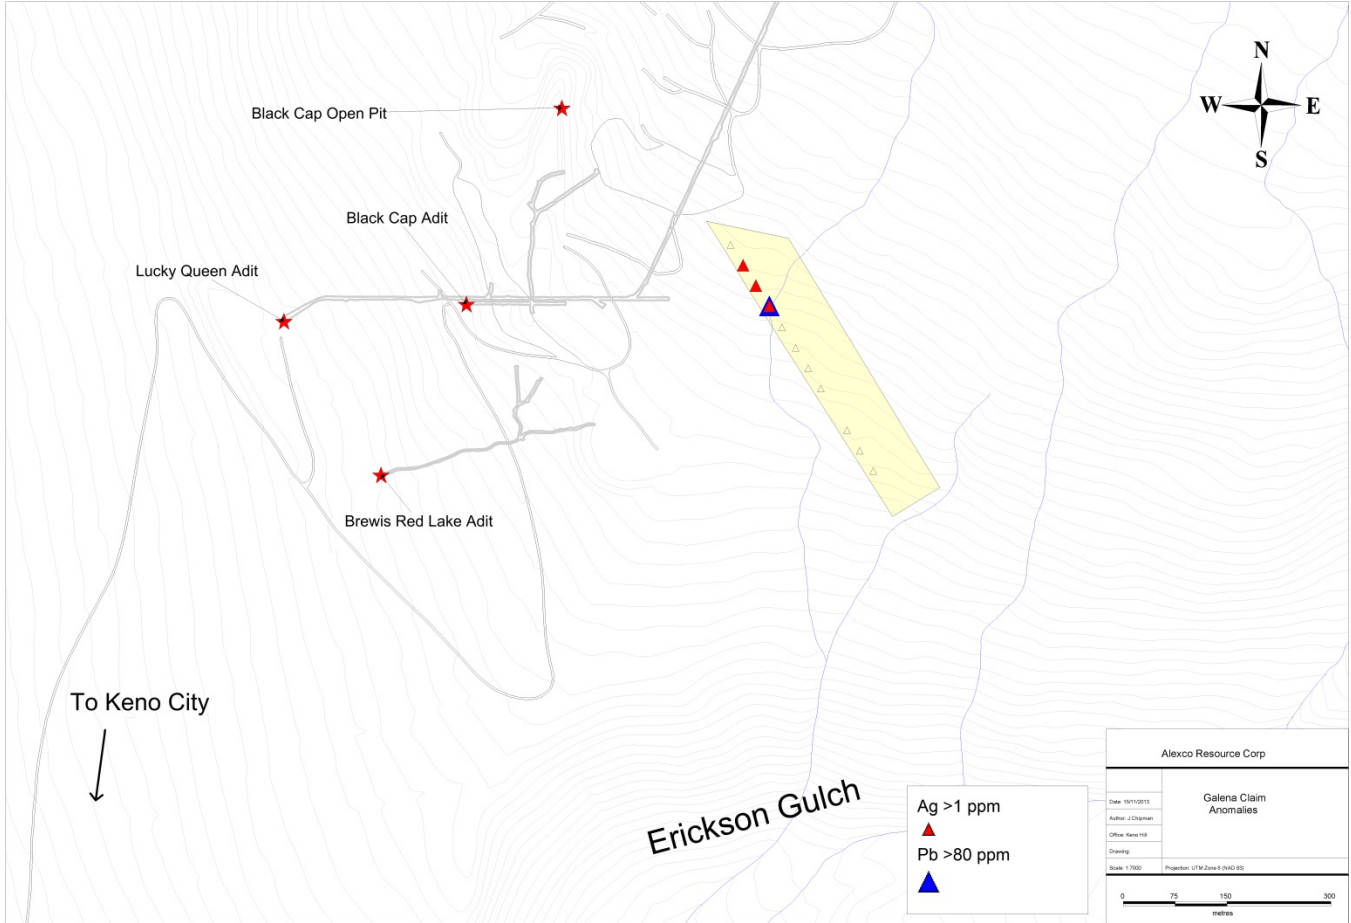 N
W E
S
Black Cap Open Pit
Black Cap Adit
Lucky Queen Adit
Brewis Red Lake Adit
To Keno City
Erickson Gulch
Ag >1 ppm
Pb >80 ppm
Alexco Resource Corp
Galena Claim
Anomalies
Date: 15/11/2013
Author: J.Chipman
Office: Keno Hill
Drawing:
Scale: 1:7000 Projection: UTM Zone 8 (NAD 83)
0 75 150 300
metres